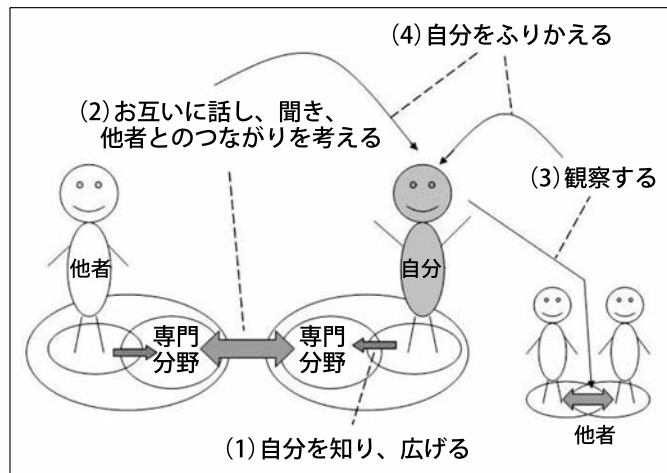 (4)自分をふりかえる
(2)お互いに話し、聞き、
他者とのつながりを考える
(3)観察する
他者
自分
専門
分野
専門
分野
他者
(1)自分を知り、広げる